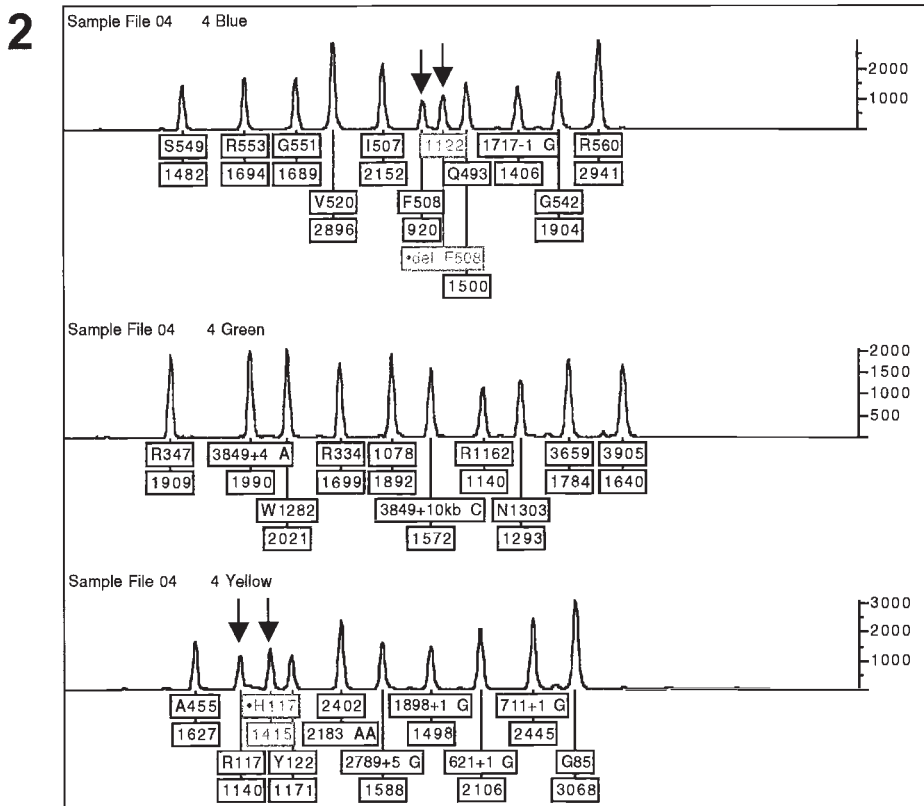 2
Sample File 04 4 Blue
2000
1000
S549 R553 G551 I507 1122 1717-1 G R560
1482 1694 1689 2152 Q493 1406 2941
V520 F508 G542
2896 920 1904
•del F508
1500
Sample File 04 4 Green
2000
1500
1000
500
R347 3849+4 A R334 1078 R1162 3659 3905
1909 1990 1699 1892 1140 1784 1640
W1282 3849+10kb C N1303
2021 1572 1293
Sample File 04 4 Yellow
3000
2000
1000
A455 •H117 2402 1898+1 G 711+1 G
1627 1415 2183 AA 1498 2445
R117 Y122 2789+5 G 621+1 G G85
1140 1171 1588 2106 3068